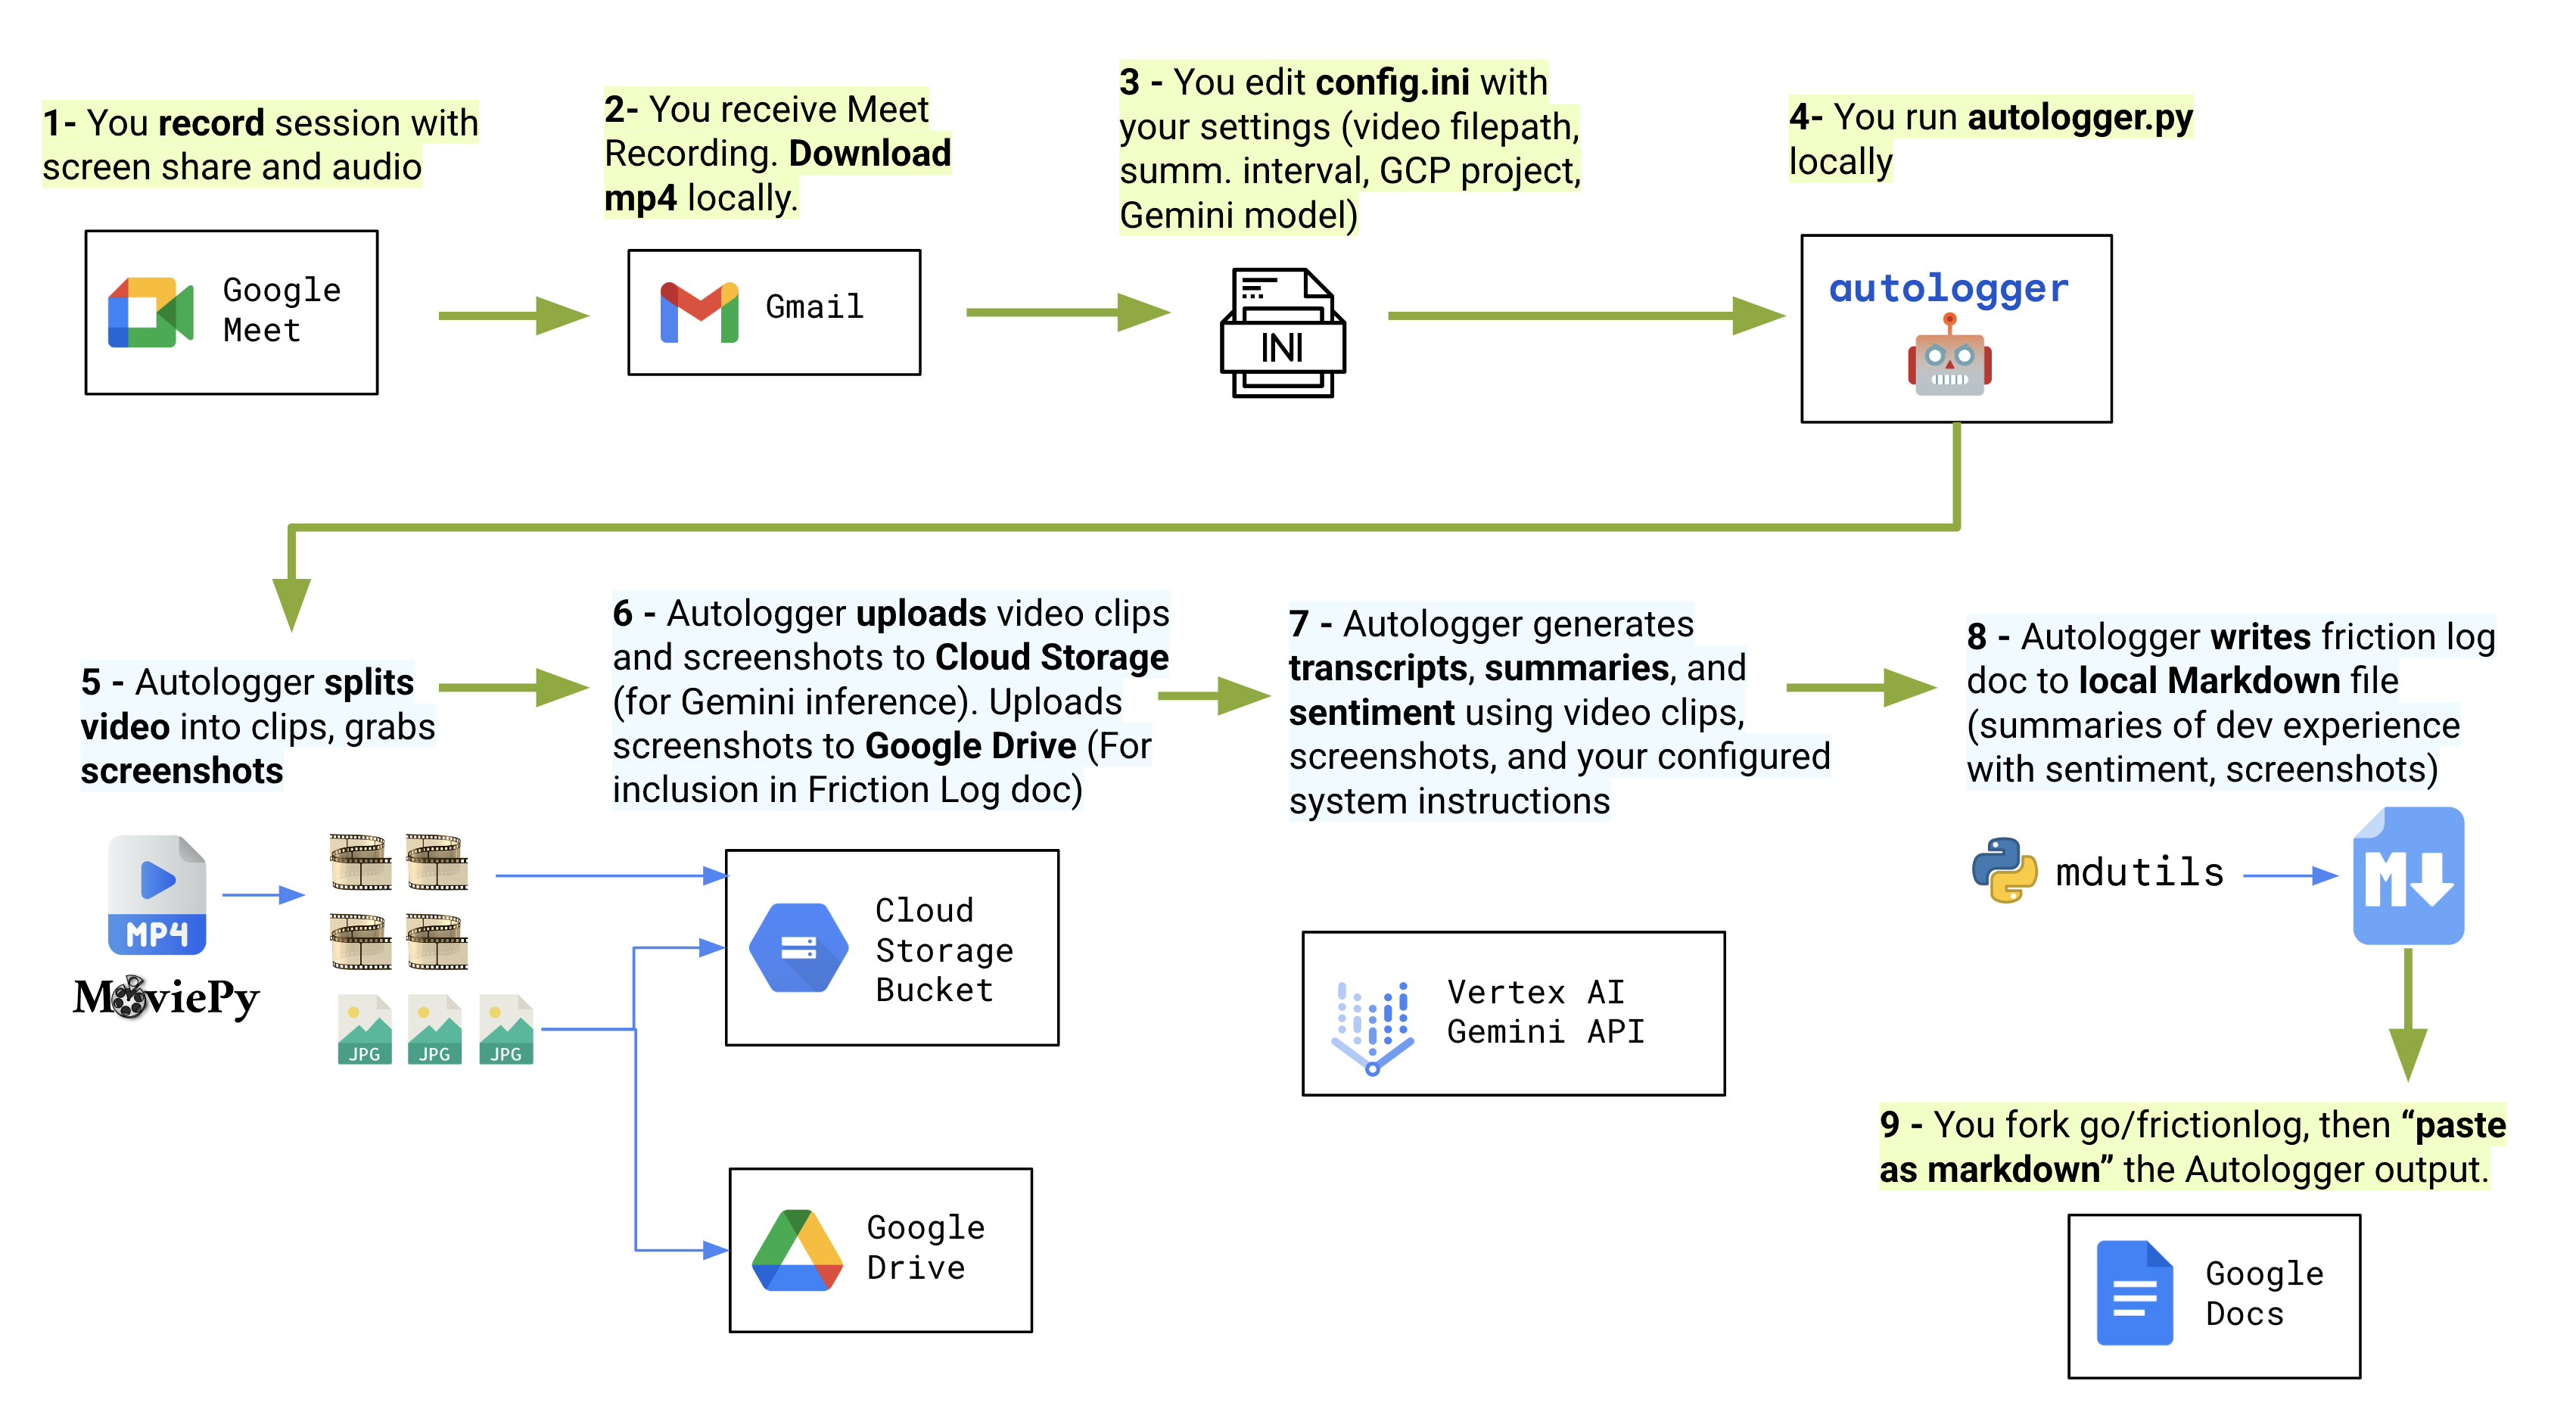 1- You record session with
screen share and audio
Google
Meet
2- You receive Meet
Recording. Download
mp4 locally.
Gmail
3 - You edit config.ini with
your settings (video filepath,
summ. interval, GCP project,
Gemini model)
INI
4- You run autologger.py
locally
autologger
5 - Autologger splits
video into clips, grabs
screenshots
MP4
MoviePy
JPG
JPG
JPG
6 - Autologger uploads video clips
and screenshots to Cloud Storage
(for Gemini inference). Uploads
screenshots to Google Drive (For
inclusion in Friction Log doc)
Cloud
Storage
Bucket
Google
Drive
7 - Autologger generates
transcripts, summaries, and
sentiment using video clips,
screenshots, and your configured
system instructions
Vertex AI
Gemini API
8 - Autologger writes friction log
doc to local Markdown file
(summaries of dev experience
with sentiment, screenshots)
mdutils
M
9 - You fork go/frictionlog, then “paste
as markdown” the Autologger output.
Google
Docs